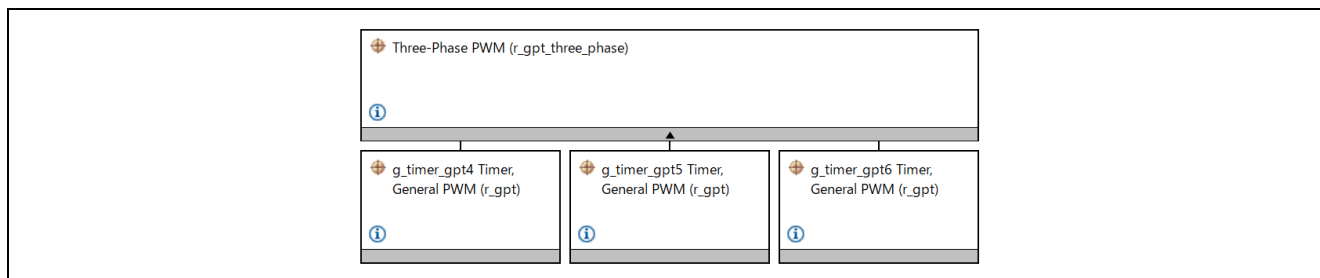 Three-Phase PWM (r_gpt_three_phase)
g_timer_gpt4 Timer,
General PWM (r_gpt)
g_timer_gpt5 Timer,
General PWM (r_gpt)
g_timer_gpt6 Timer,
General PWM (r_gpt)